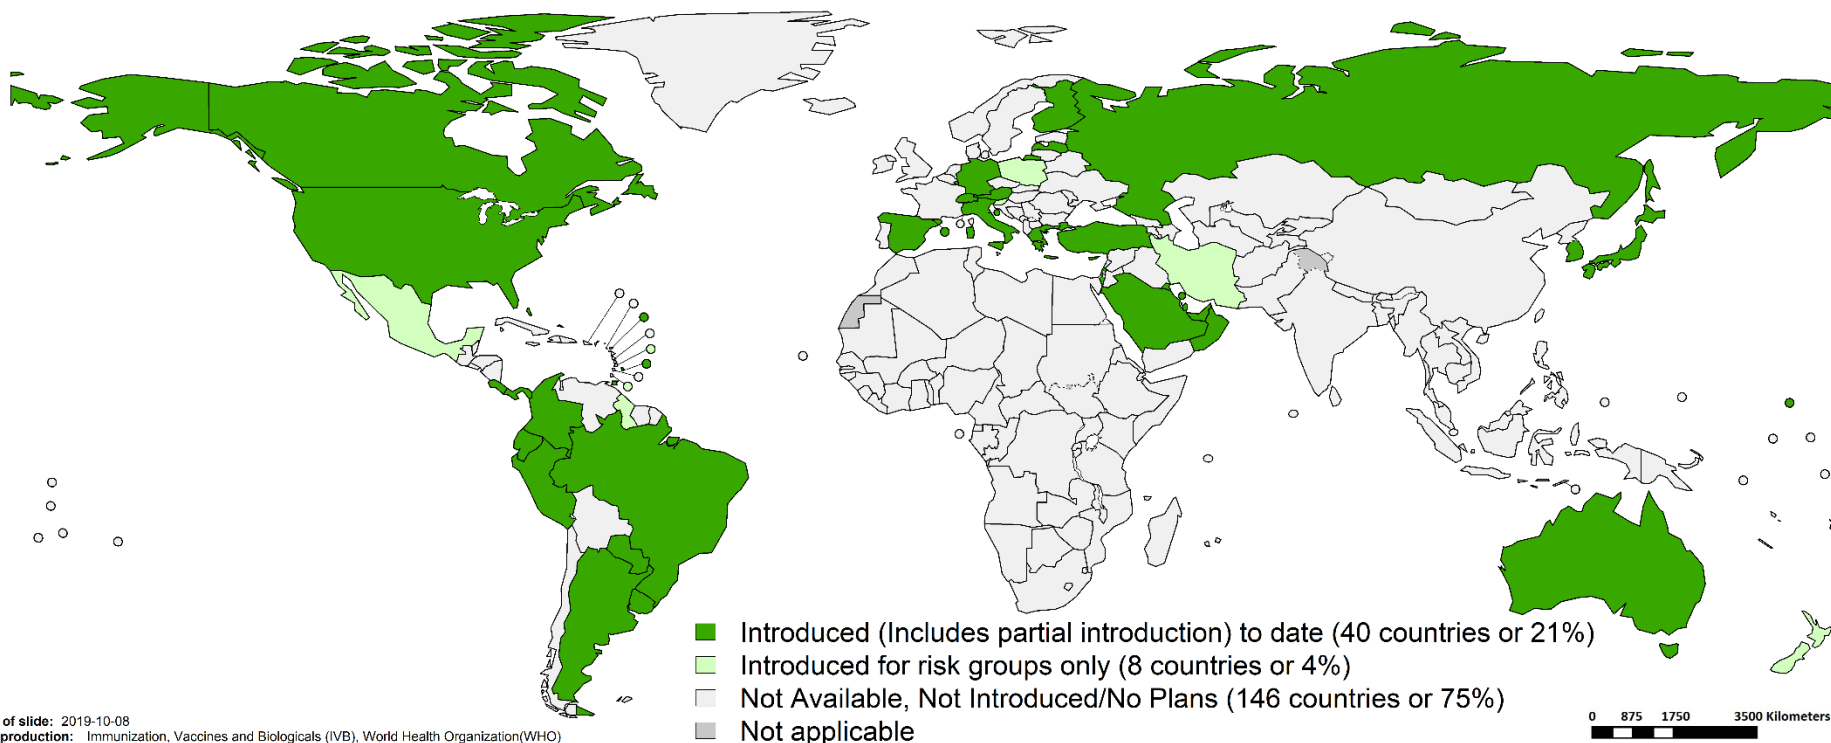 Introduced (Includes partial introduction) to date (40 countries or 21%)
Introduced for risk groups only (8 countries or 4%)
Not Available, Not Introduced/No Plans (146 countries or 75%)
Not applicable
of slide: 2019-10-08
production: Immunization, Vaccines and Biologicals (IVB), World Health Organization(WHO)
0 875 1750 3500 Kilometers